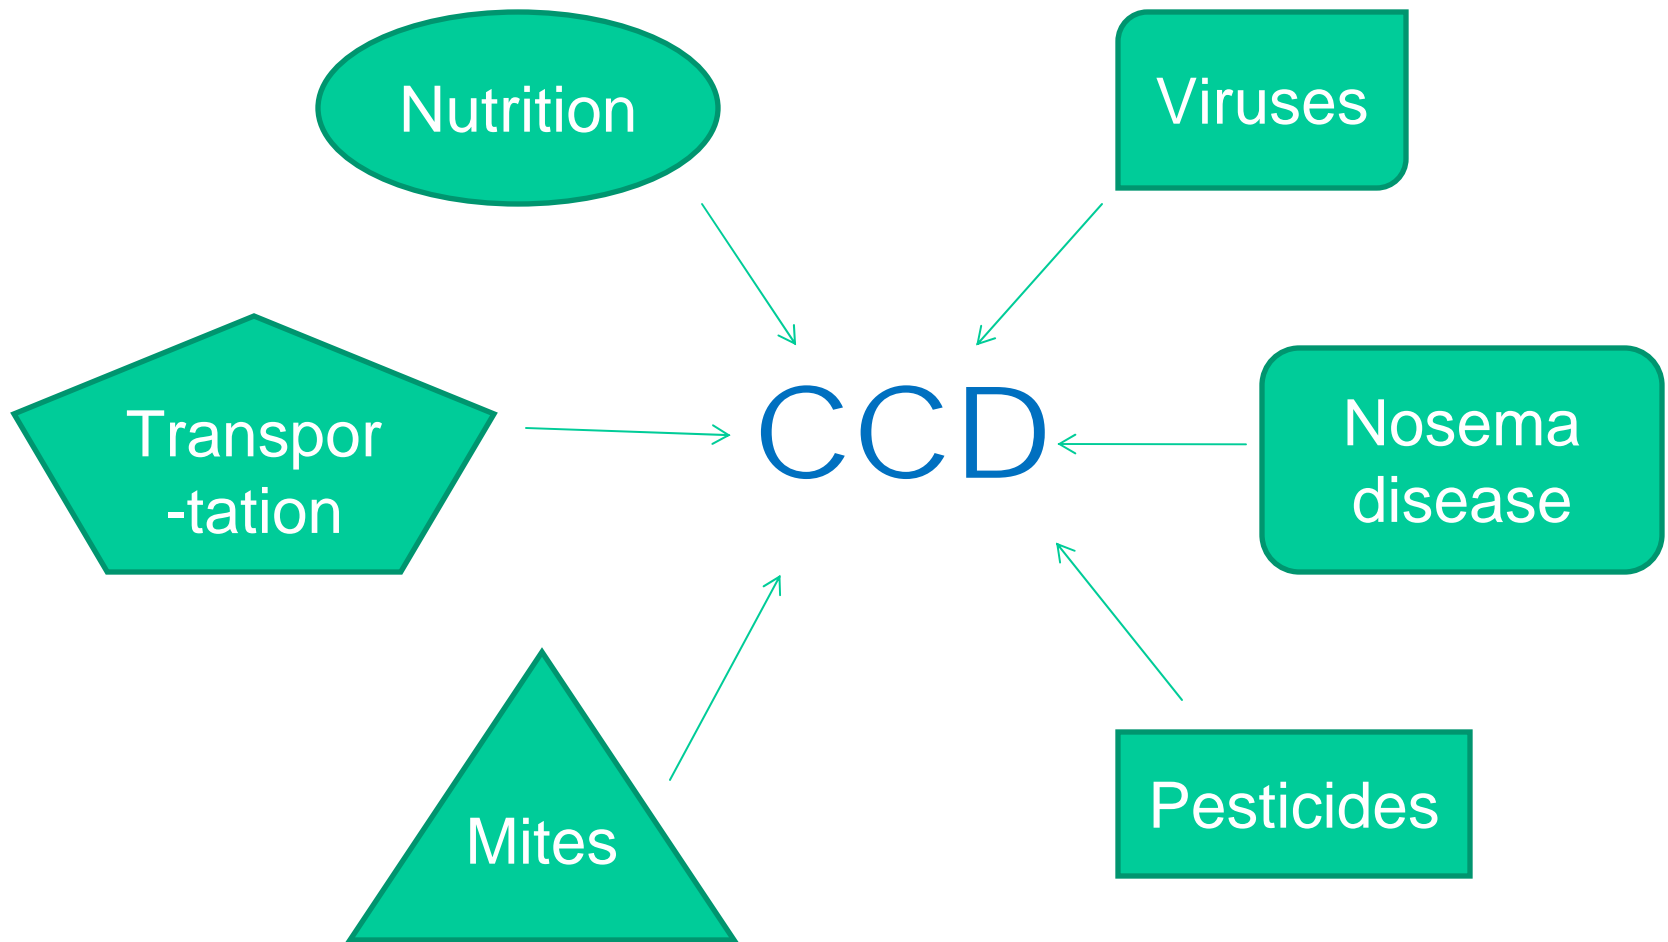 Nutrition
Viruses
Transpor
-tation
CCD
Nosema
disease
Mites
Pesticides